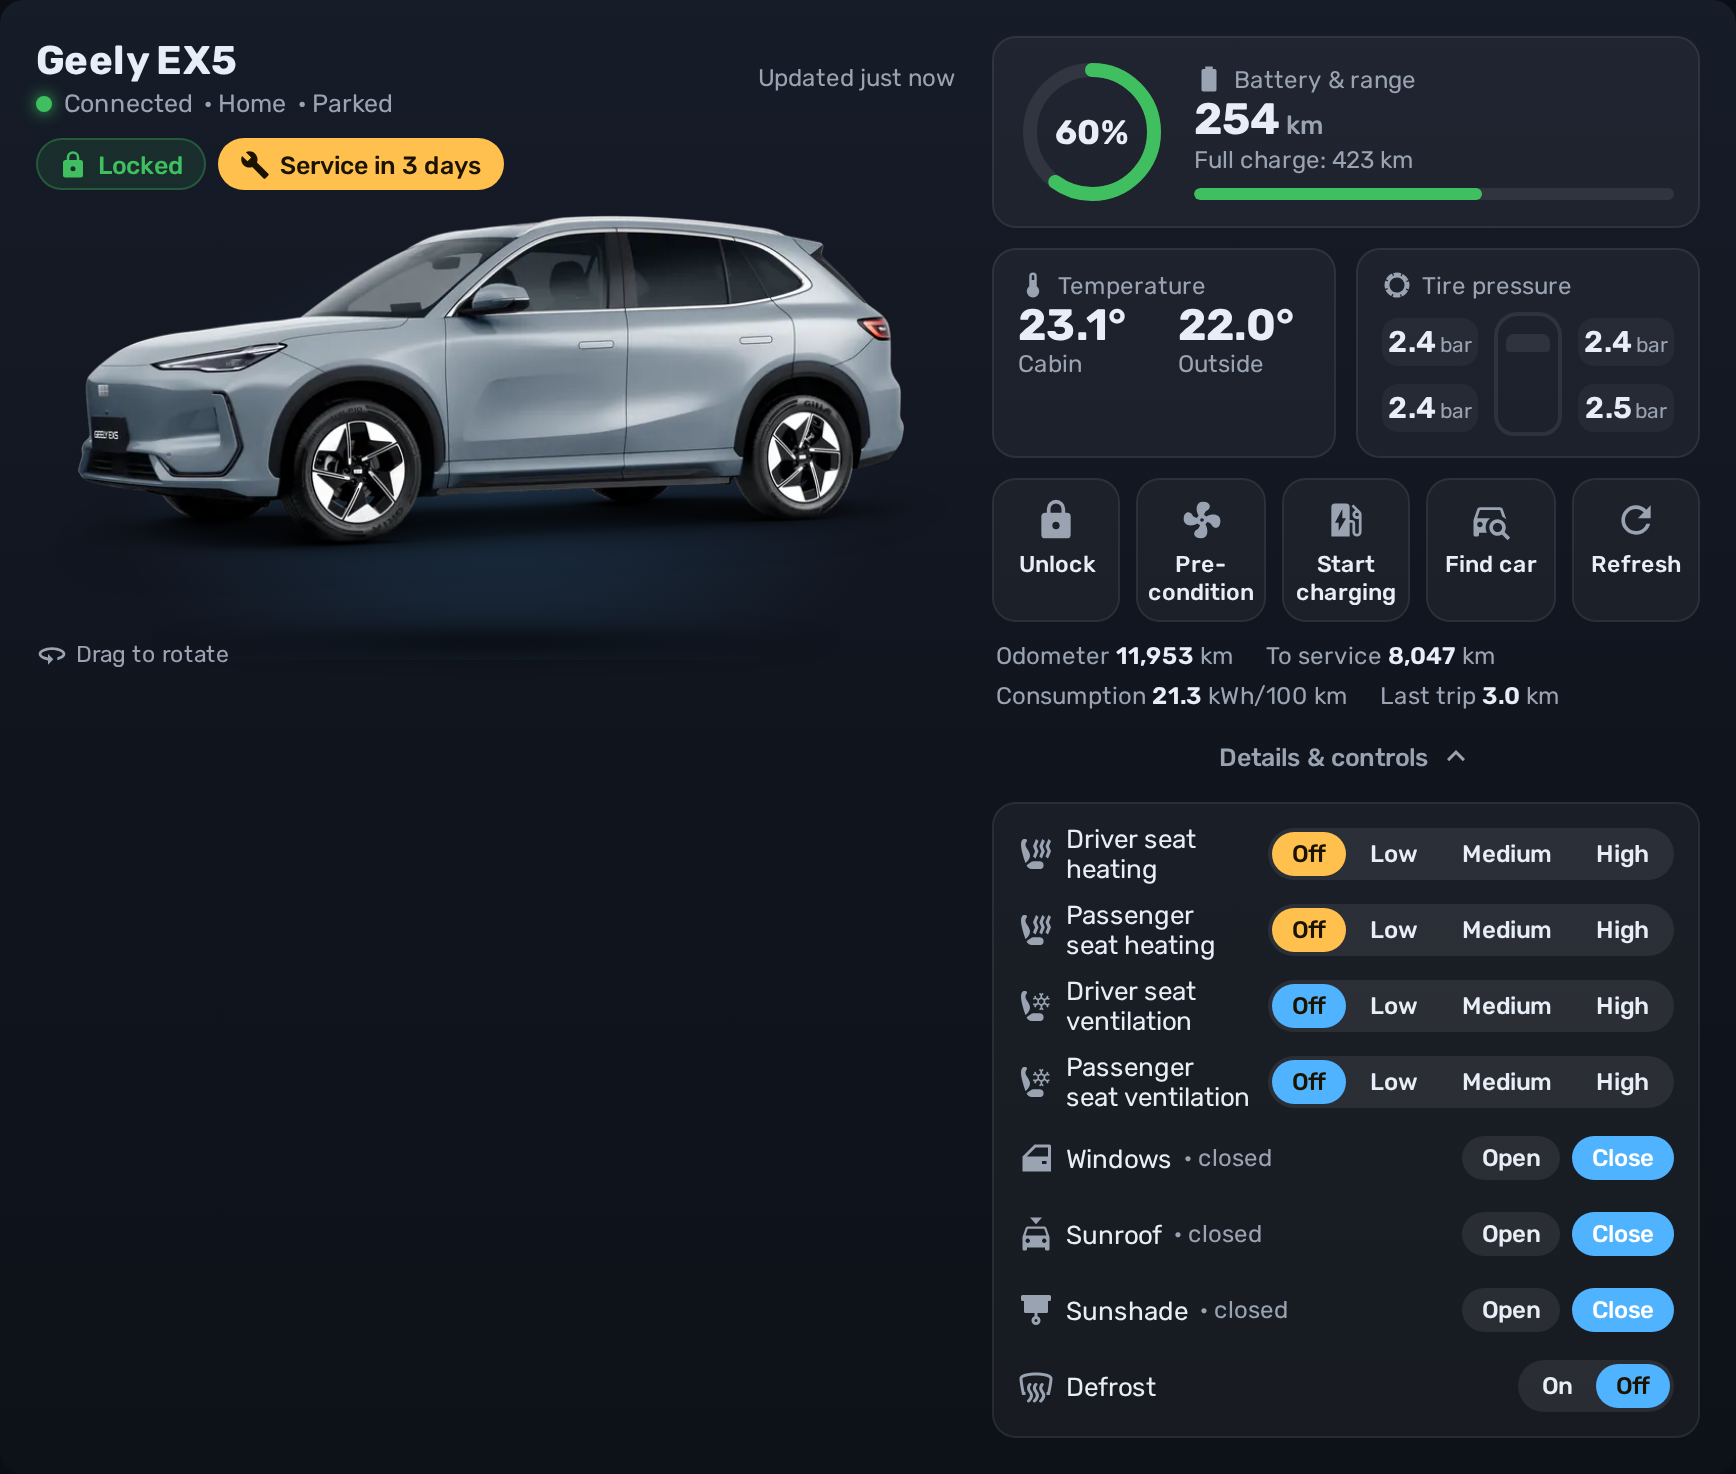 Geely EX5
Connected • Home • Parked
Updated just now
Locked
Service in 3 days
GEELY EX5
Drag to rotate
60%
Battery & range
254 km
Full charge: 423 km
Temperature
23.1° 22.0°
Cabin Outside
Tire pressure
2.4 bar 2.4 bar
2.4 bar 2.5 bar
Unlock
Pre-
condition
Start
charging
Find car
Refresh
Odometer 11,953 km To service 8,047 km
Consumption 21.3 kWh/100 km Last trip 3.0 km
Details & controls
Driver seat
heating
Off Low Medium High
Passenger
seat heating
Off Low Medium High
Driver seat
ventilation
Off Low Medium High
Passenger
seat ventilation
Off Low Medium High
Windows • closed Open Close
Sunroof • closed Open Close
Sunshade • closed Open Close
Defrost On Off